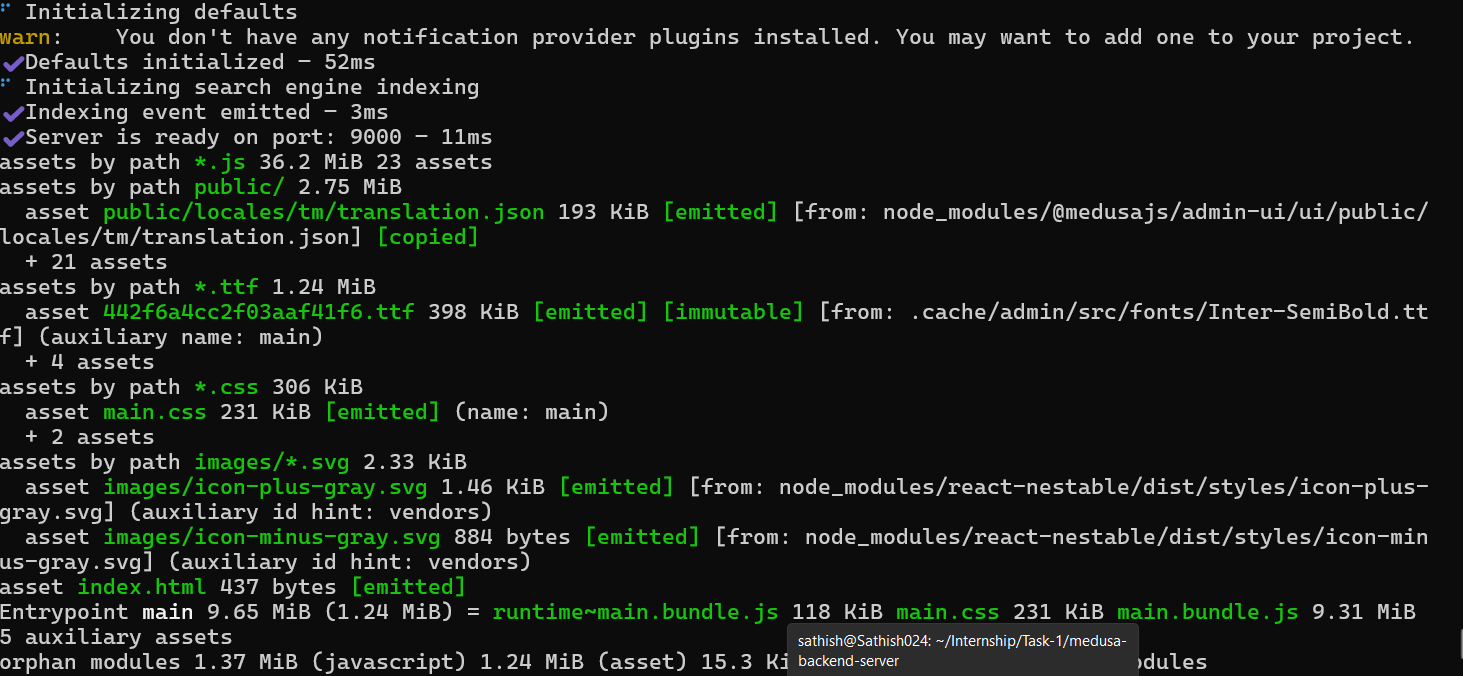 Initializing defaults
warn:    You don't have any notification provider plugins installed. You may want to add one to your project.
✔Defaults initialized – 52ms
Initializing search engine indexing
✔Indexing event emitted – 3ms
✔Server is ready on port: 9000 – 11ms
assets by path *.js 36.2 MiB 23 assets
assets by path public/ 2.75 MiB
  asset public/locales/tm/translation.json 193 KiB [emitted] [from: node_modules/@medusajs/admin-ui/ui/public/
locales/tm/translation.json] [copied]
  + 21 assets
assets by path *.ttf 1.24 MiB
  asset 442f6a4cc2f03aaf41f6.ttf 398 KiB [emitted] [immutable] [from: .cache/admin/src/fonts/Inter-SemiBold.tt
f] (auxiliary name: main)
  + 4 assets
assets by path *.css 306 KiB
  asset main.css 231 KiB [emitted] (name: main)
  + 2 assets
assets by path images/*.svg 2.33 KiB
  asset images/icon-plus-gray.svg 1.46 KiB [emitted] [from: node_modules/react-nestable/dist/styles/icon-plus-
gray.svg] (auxiliary id hint: vendors)
  asset images/icon-minus-gray.svg 884 bytes [emitted] [from: node_modules/react-nestable/dist/styles/icon-min
us-gray.svg] (auxiliary id hint: vendors)
asset index.html 437 bytes [emitted]
Entrypoint main 9.65 MiB (1.24 MiB) = runtime~main.bundle.js 118 KiB main.css 231 KiB main.bundle.js 9.31 MiB
5 auxiliary assets
orphan modules 1.37 MiB (javascript) 1.24 MiB (asset) 15.3
sathish@Sathish024: ~/Internship/Task-1/medusa-
backend-server